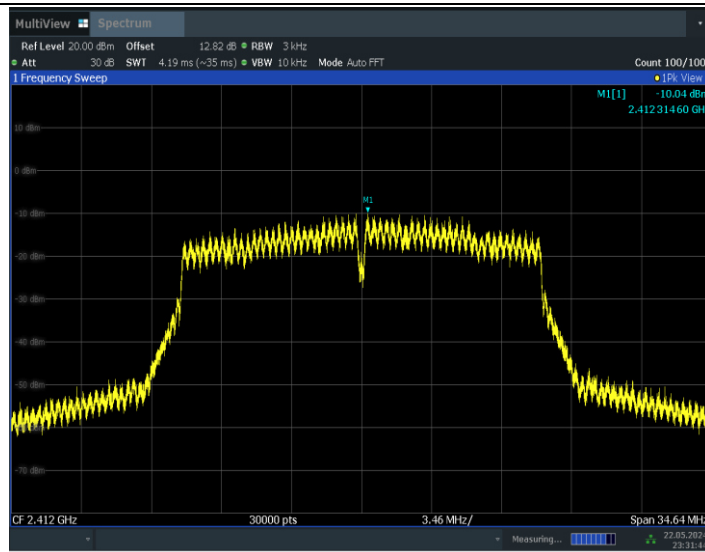 MultiView Spectrum
Ref Level 20.00 dBm Offset 12.82 dB RBW 3 kHz
Att 30 dB SWT 4.19 ms (~35 ms) VBW 10 kHz Mode Auto FFT Count 100/100
1 Frequency Sweep 1Pk View
M1[1] -10.04 dBm
2.41231460 GH
10 dBm
0 dBm
M1
-10 dBm
-20 dBm
-30 dBm
-40 dBm
-50 dBm
-70 dBm
CF 2.412 GHz 30000 pts 3.46 MHz/ Span 34.64 MHz
Measuring... 22.05.2024
23:31:4